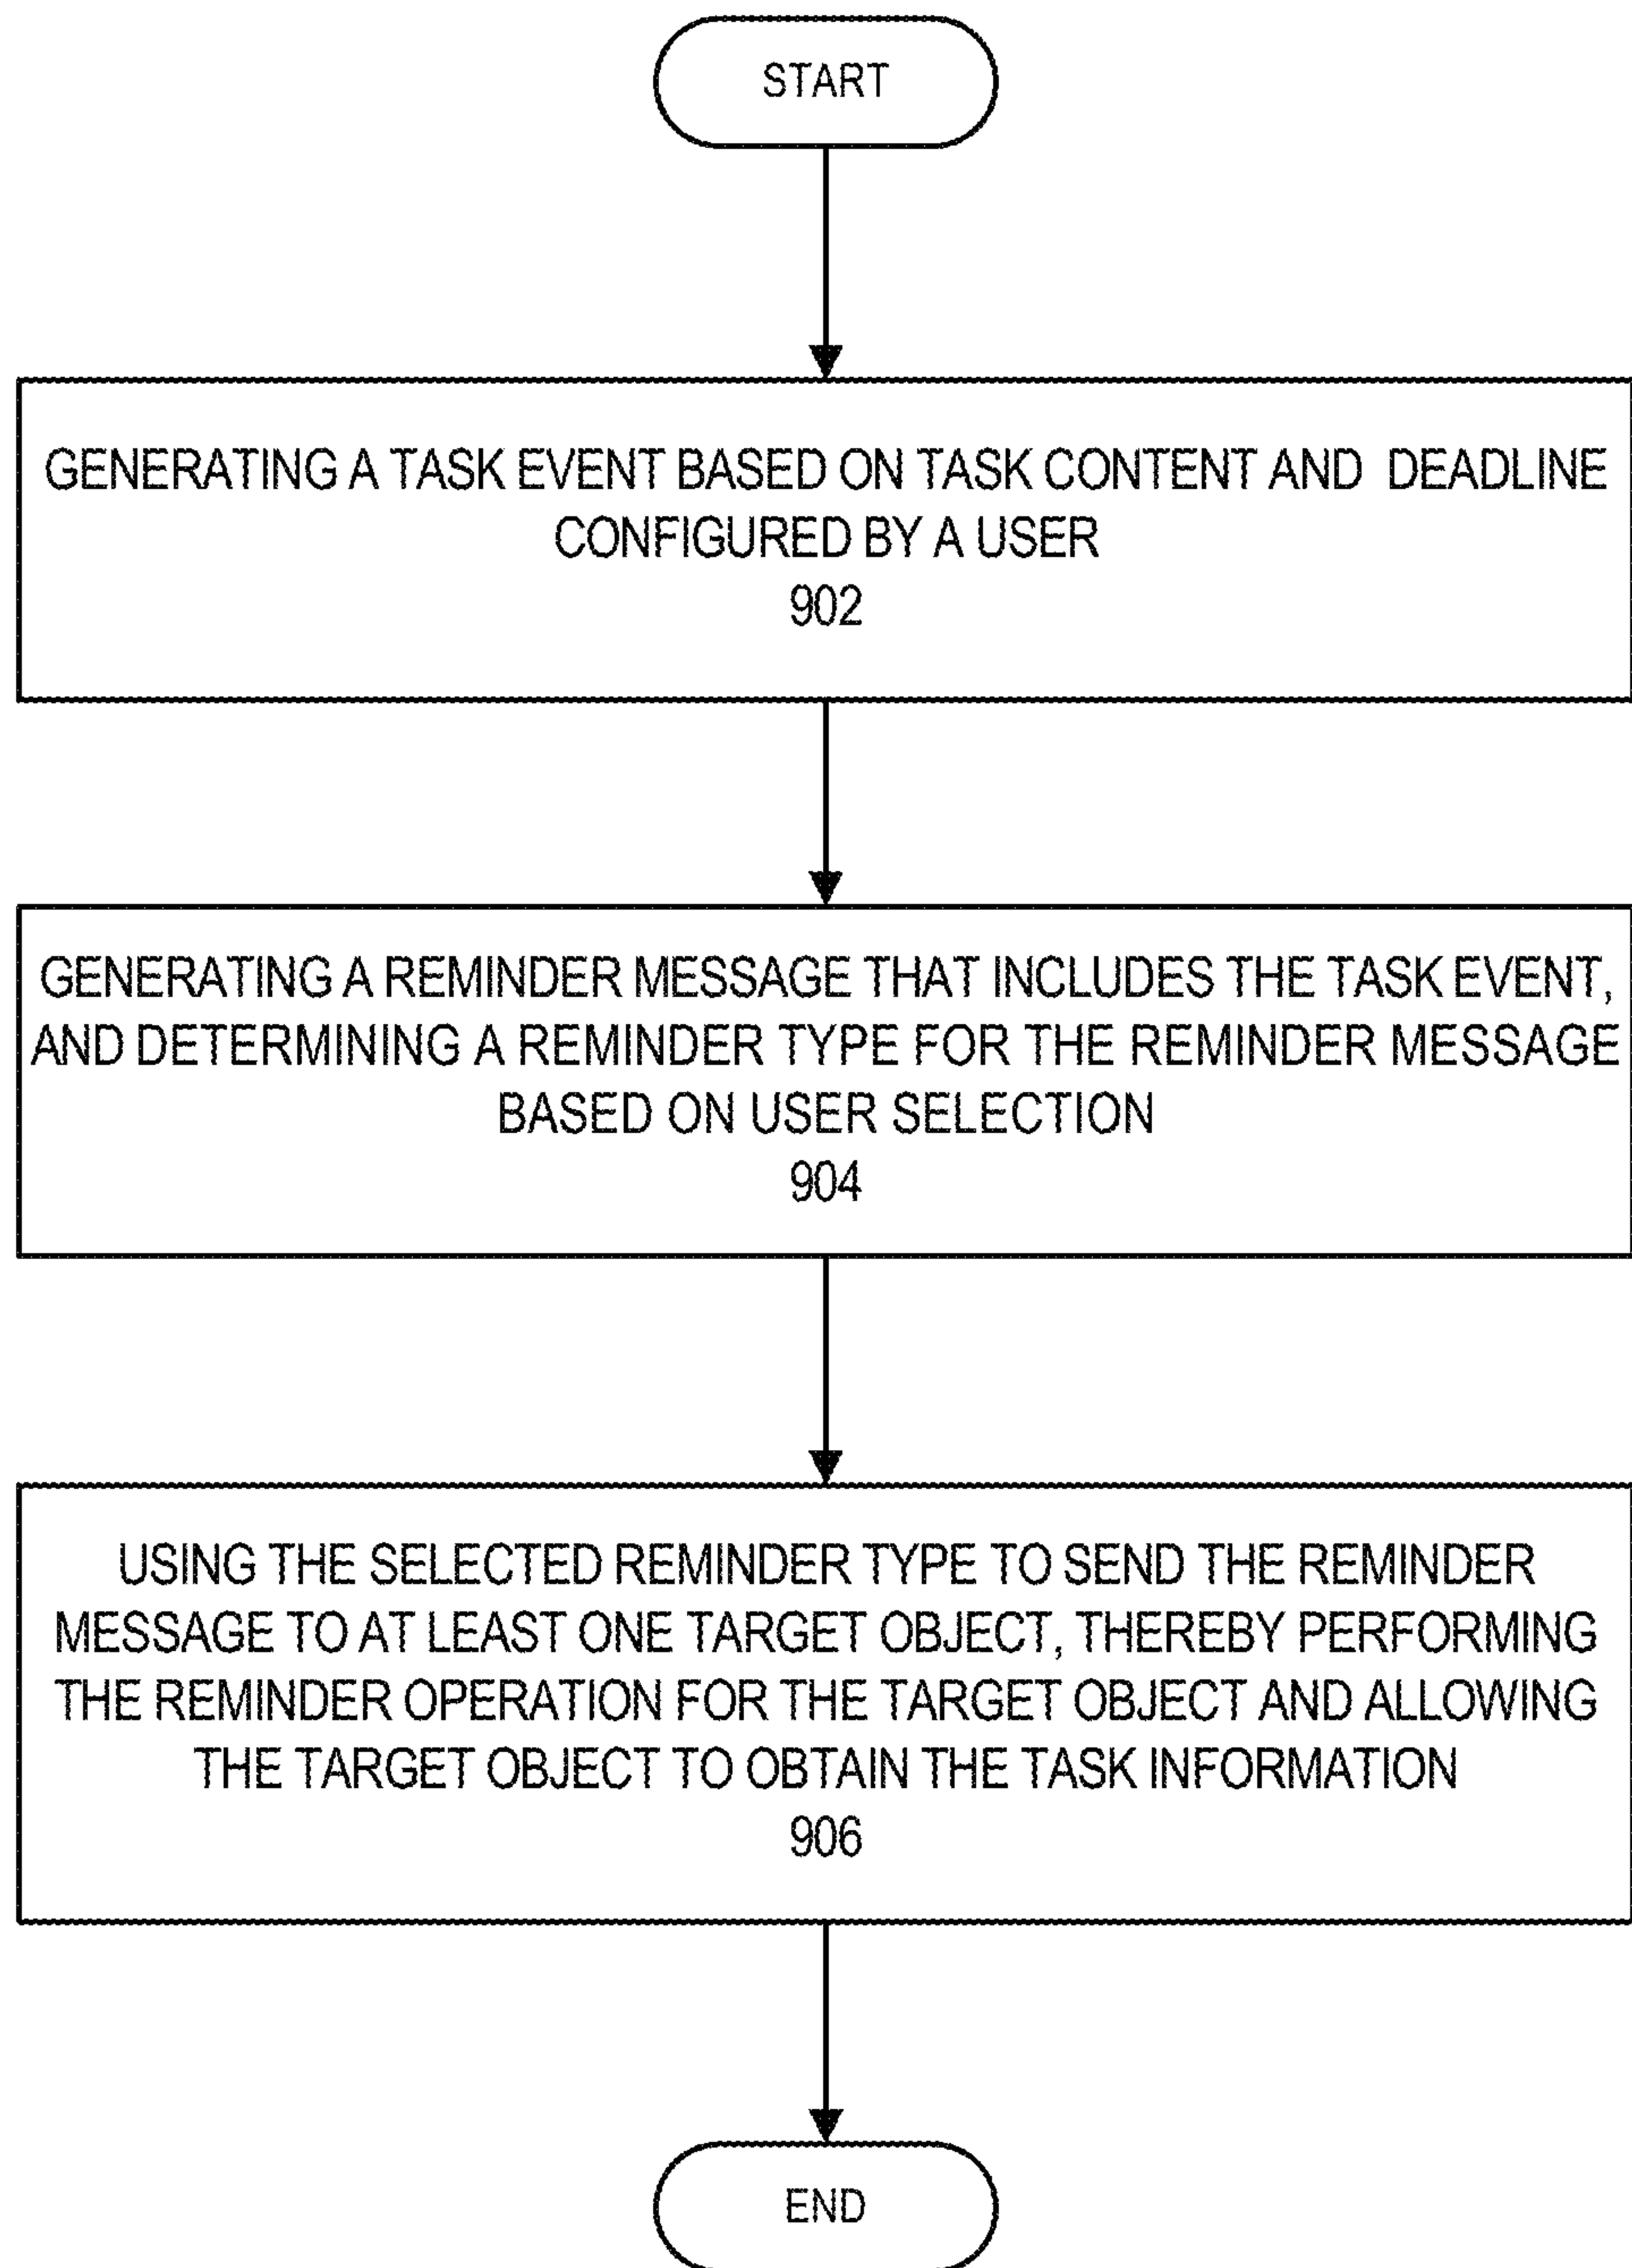 START
GENERATING A TASK EVENT BASED ON TASK CONTENT AND DEADLINE
CONFIGURED BY A USER
902
GENERATING A REMINDER MESSAGE THAT INCLUDES THE TASK EVENT,
AND DETERMINING A REMINDER TYPE FOR THE REMINDER MESSAGE
BASED ON USER SELECTION
904
USING THE SELECTED REMINDER TYPE TO SEND THE REMINDER
MESSAGE TO AT LEAST ONE TARGET OBJECT, THEREBY PERFORMING
THE REMINDER OPERATION FOR THE TARGET OBJECT AND ALLOWING
THE TARGET OBJECT TO OBTAIN THE TASK INFORMATION
906
END